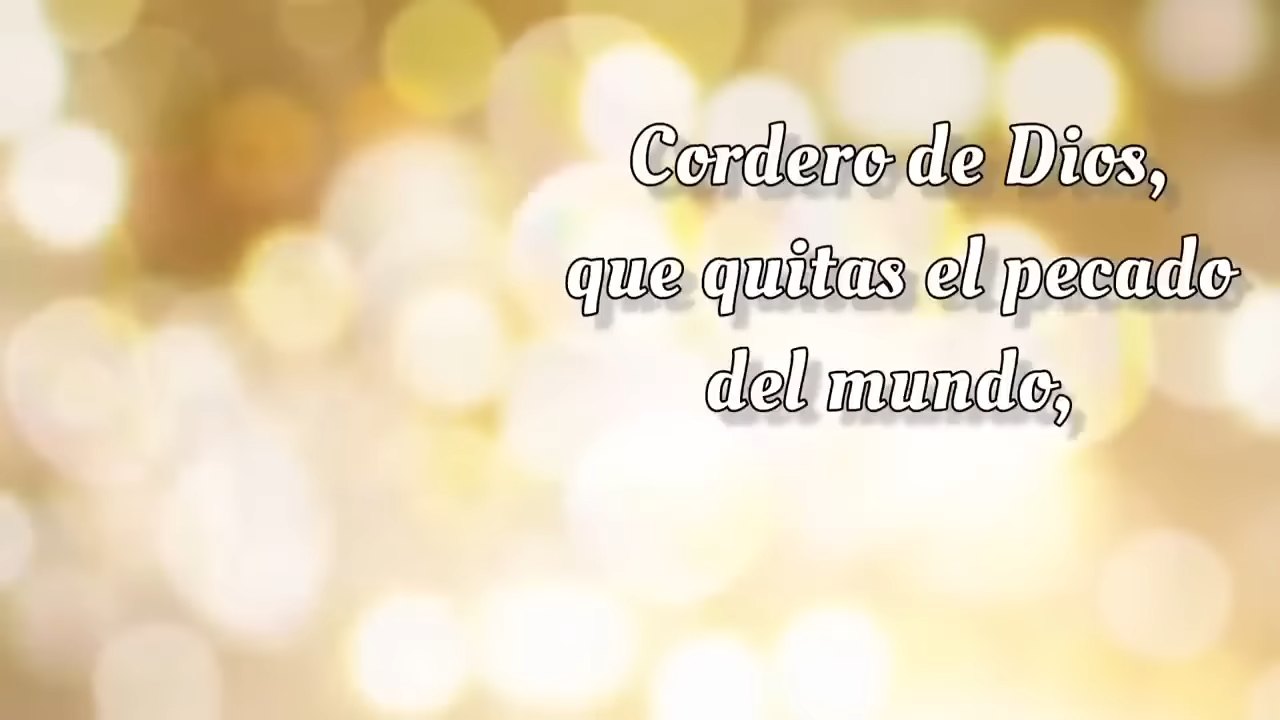 Cordero de Dios,
que quitas el pecado
del mundo,